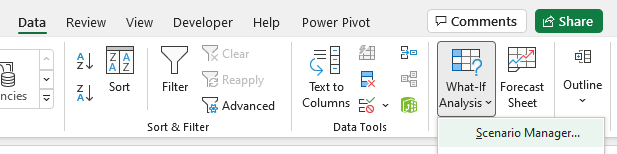 Data Review View Developer Help Power Pivot Comments Share
ncies
A Z
Z A
Sort
Filter
Clear
Reapply
Advanced
Sort & Filter
Text to
Columns
Data Tools
What-If
Analysis
Forecast
Sheet
Outline
Scenario Manager...